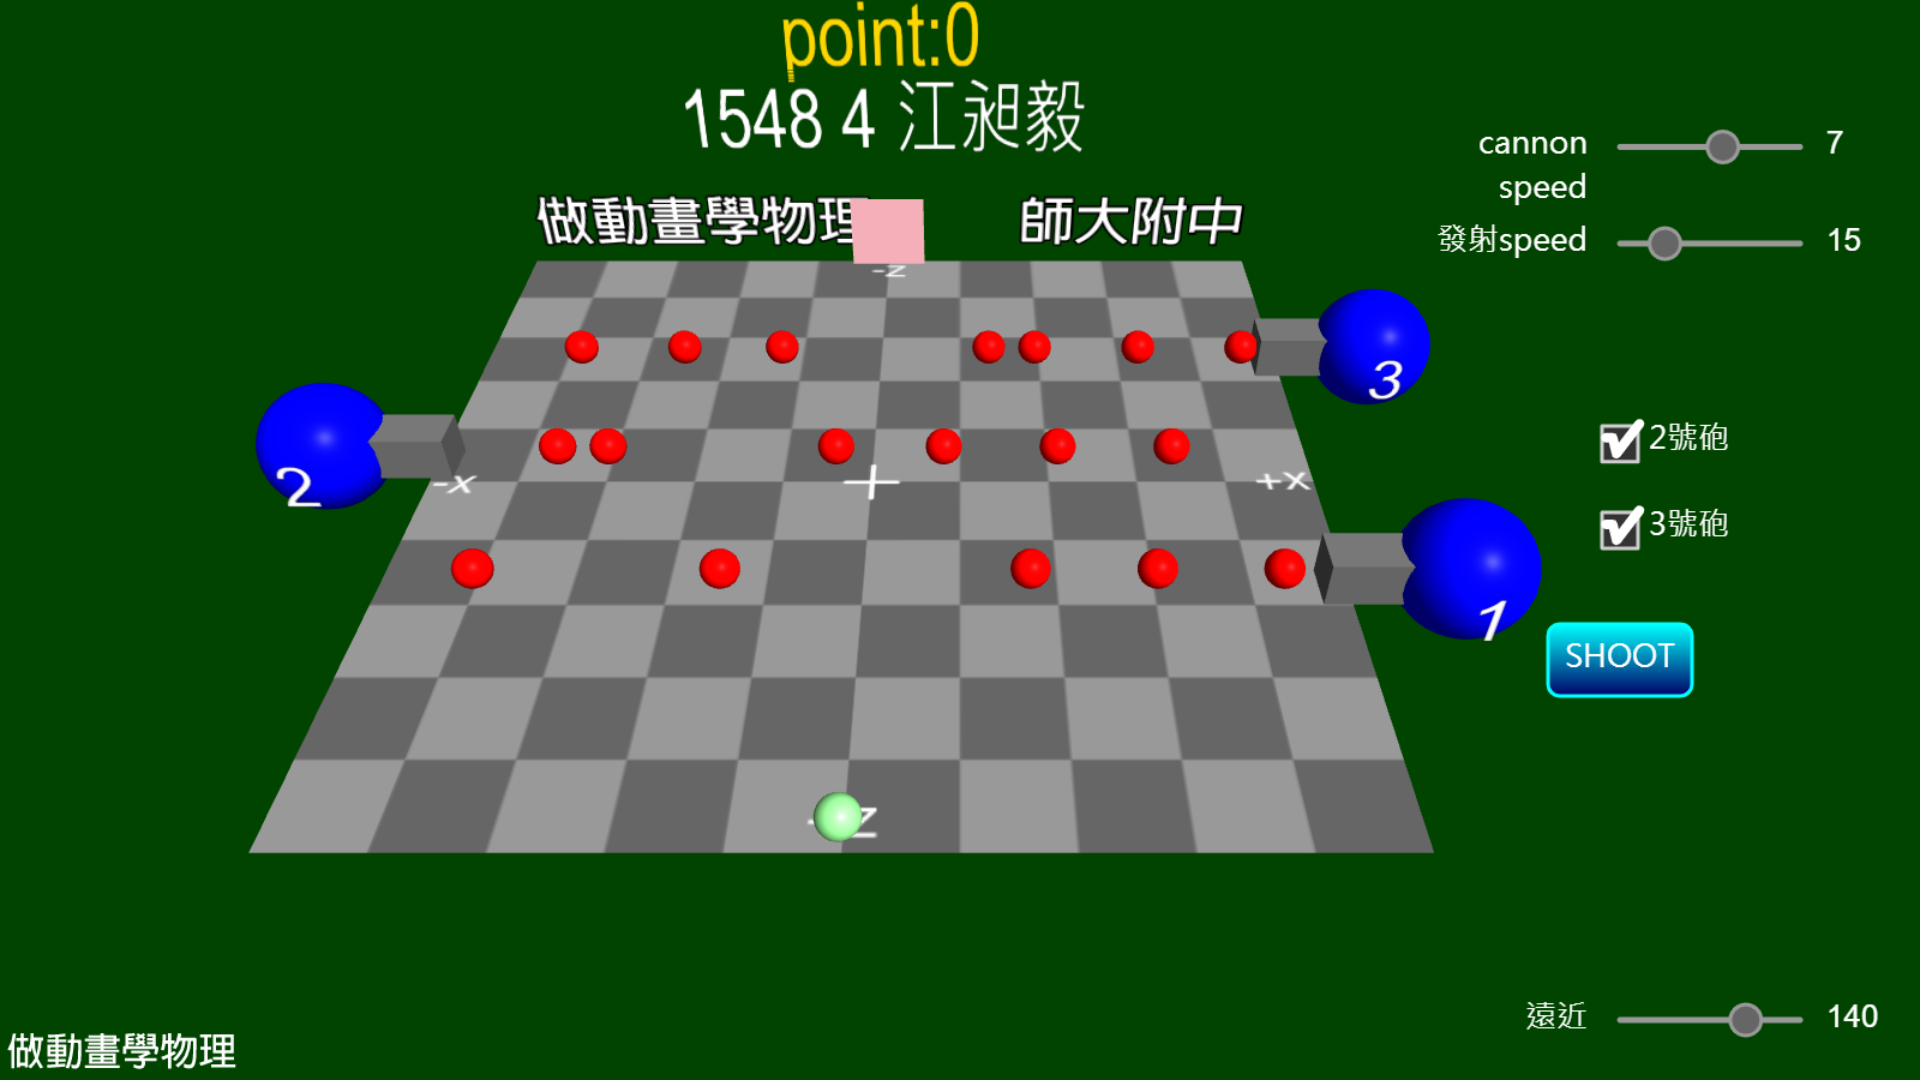 point:0
1548 4 江昶毅
做動畫學物理 師大附中
cannon speed 7
發射speed 15
-z
3
2
-x
+x
2號砲
3號砲
1
SHOOT
z
遠近 140
做動畫學物理